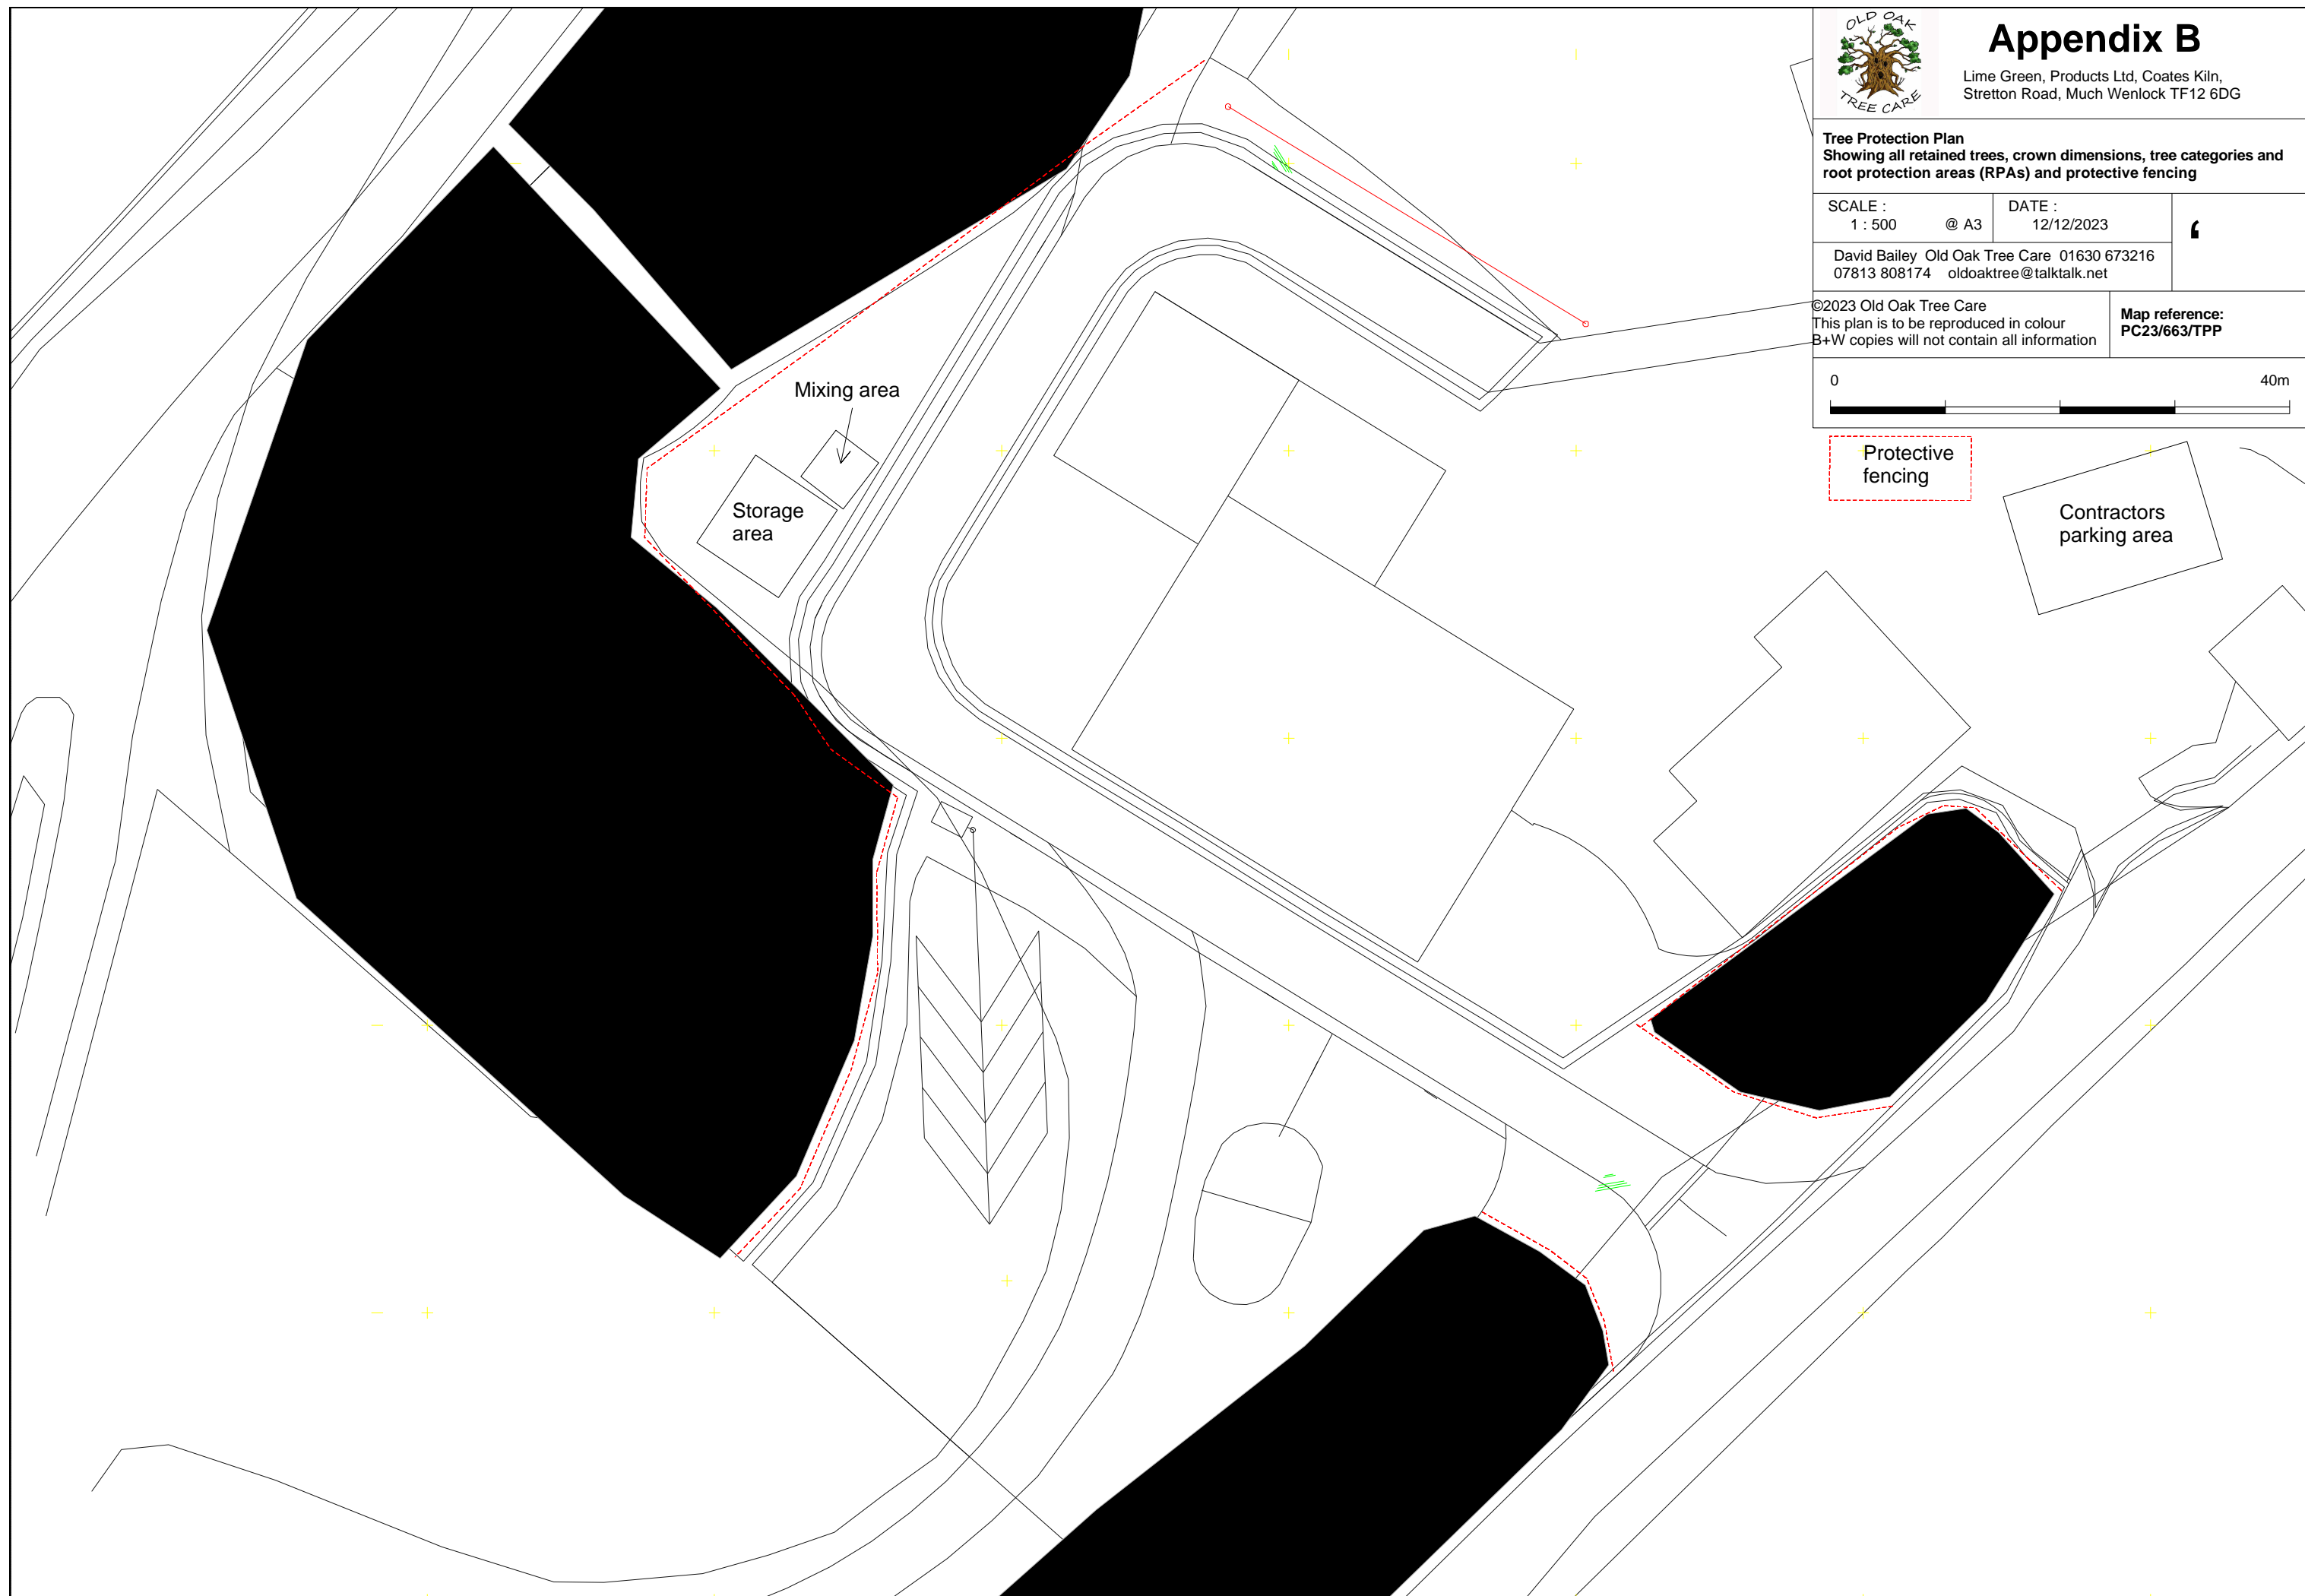 OLD OAK
TREE CARE
Appendix B
Lime Green, Products Ltd, Coates Kiln,
Stretton Road, Much Wenlock TF12 6DG
Tree Protection Plan
Showing all retained trees, crown dimensions, tree categories and
root protection areas (RPAs) and protective fencing
SCALE :
1 : 500 @ A3
DATE :
12/12/2023
David Bailey Old Oak Tree Care 01630 673216
07813 808174 oldoaktree@talktalk.net
©2023 Old Oak Tree Care
This plan is to be reproduced in colour
B+W copies will not contain all information
Map reference:
PC23/663/TPP
0 40m
Protective
fencing
Contractors
parking area
Mixing area
Storage
area